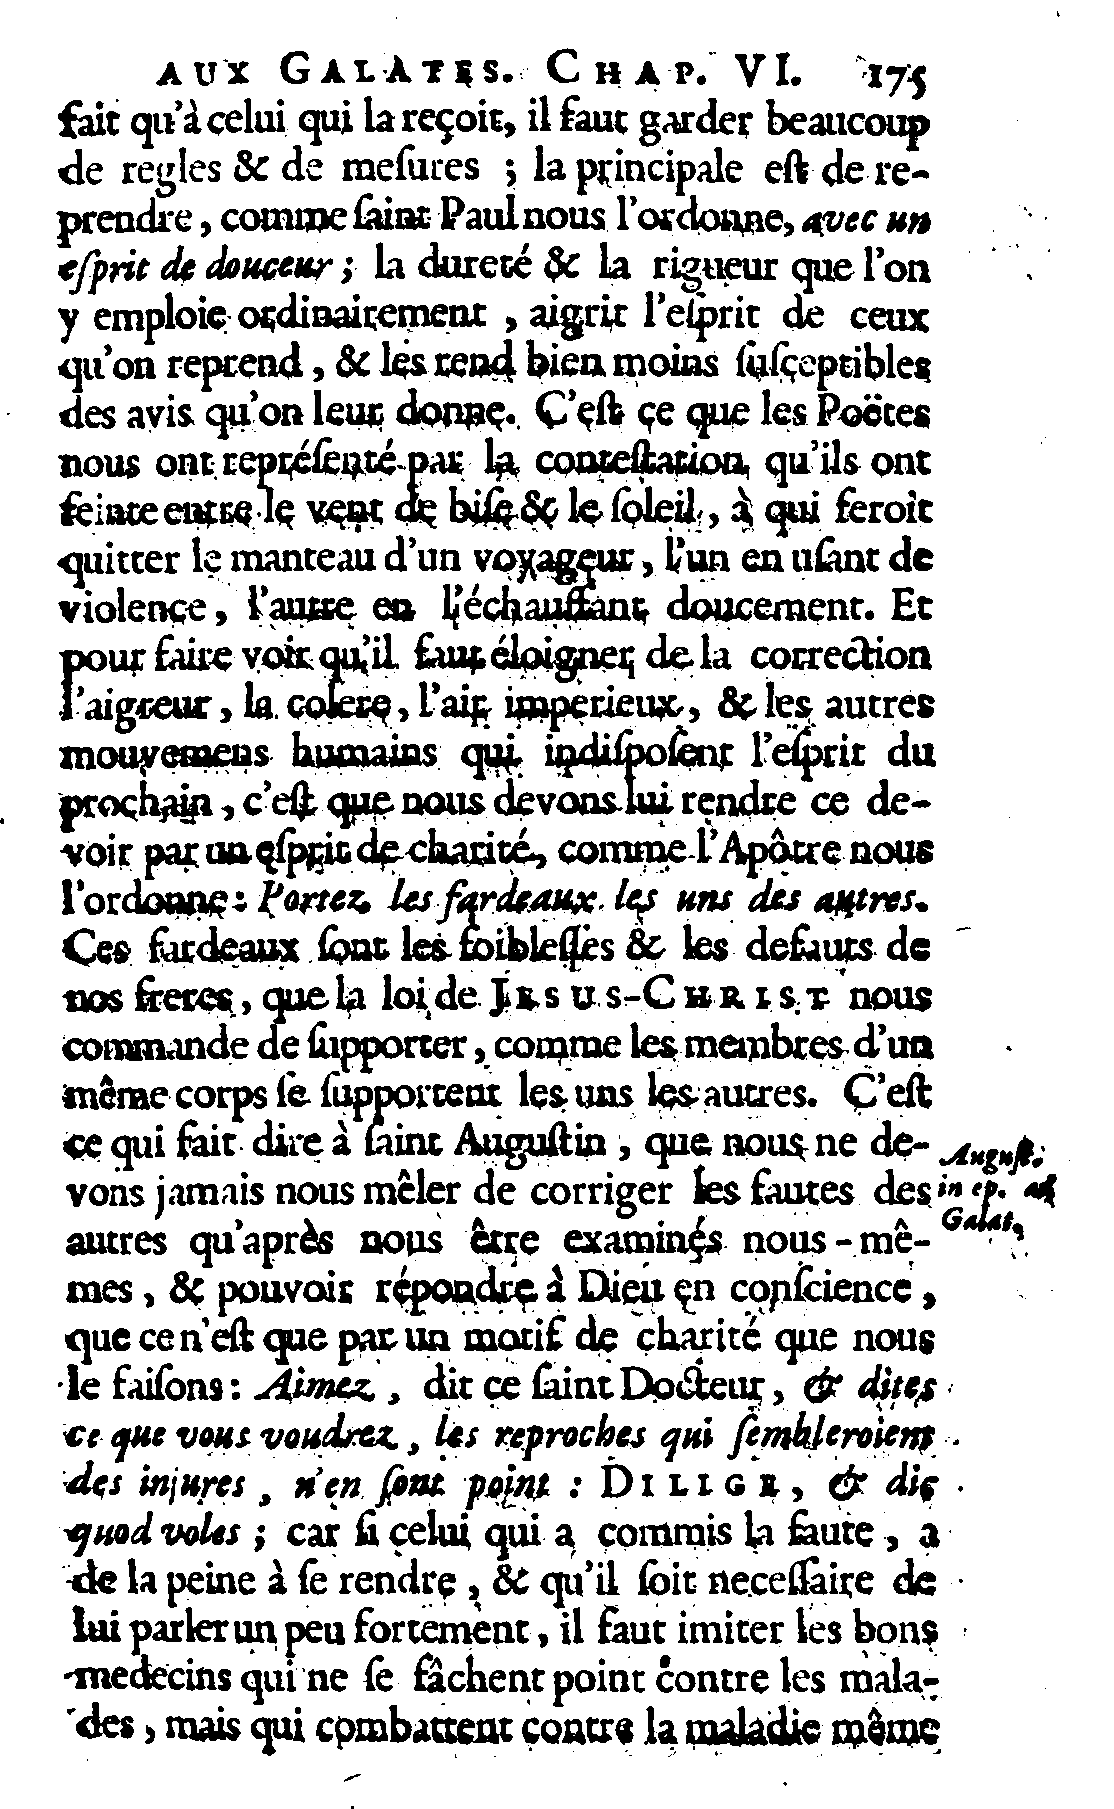 AUX GALATES. CHAP. VI. 175
fait qu'à celui qui la reçoit, il faut garder beaucoup
de regles & de meſures ; la principale eſt de re-
prendre, comme ſaint Paul nous l'ordonne, avec un
eſprit de douceur ; la dureté & la rigueur que l'on
y emploie ordinairement , aigrit l'eſprit de ceux
qu'on reprend , & les rend bien moins ſuſceptibles
des avis qu'on leur donne. C'eſt ce que les Poëtes
nous ont repréſenté par la conteſtation qu'ils ont
feinte entre le vent de biſe & le ſoleil, à qui feroit
quitter le manteau d'un voyageur, l'un en uſant de
violence, l'autre en l'échauffant doucement. Et
pour faire voir qu'il faut éloigner de la correction
l'aigreur, la colere, l'air imperieux, & les autres
mouvemens humains qui indiſpoſent l'eſprit du
prochain, c'eſt que nous devons lui rendre ce de-
voir par un eſprit de charité, comme l'Apôtre nous
l'ordonne : Portez les fardeaux les uns des autres.
Ces fardeaux ſont les foibleſſes & les defauts de
nos freres, que la loi de JESUS-CHRIST nous
commande de ſupporter, comme les membres d'un
même corps ſe ſupportent les uns les autres. C'eſt
ce qui fait dire à ſaint Auguſtin , que nous ne de-
vons jamais nous mêler de corriger les fautes des
autres qu'après nous être examinés nous-mê-
mes, & pouvoir répondre à Dieu en conſcience,
que ce n'eſt que par un motif de charité que nous
le faiſons : Aimez , dit ce ſaint Docteur, & dites
ce que vous voudrez, les reproches qui ſembleroient
des injures, n'en ſont point : DILIGE, & dic
quod voles ; car ſi celui qui a commis la faute, a
de la peine à ſe rendre, & qu'il ſoit neceſſaire de
lui parler un peu fortement, il faut imiter les bons
medecins qui ne ſe fâchent point contre les mala-
des, mais qui combattent contre la maladie même
Auguſt.
in ep. ad
Galat.